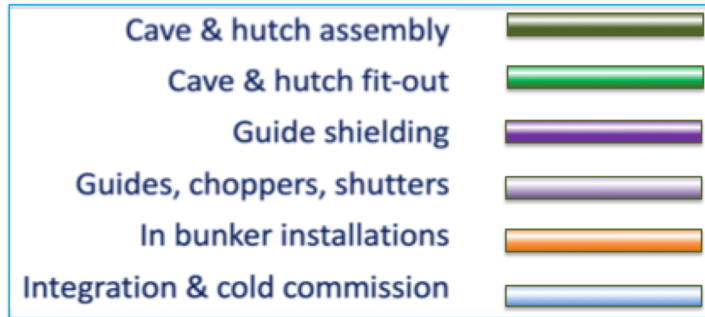 Cave & hutch assembly
Cave & hutch fit-out
Guide shielding
Guides, choppers, shutters
In bunker installations
Integration & cold commission